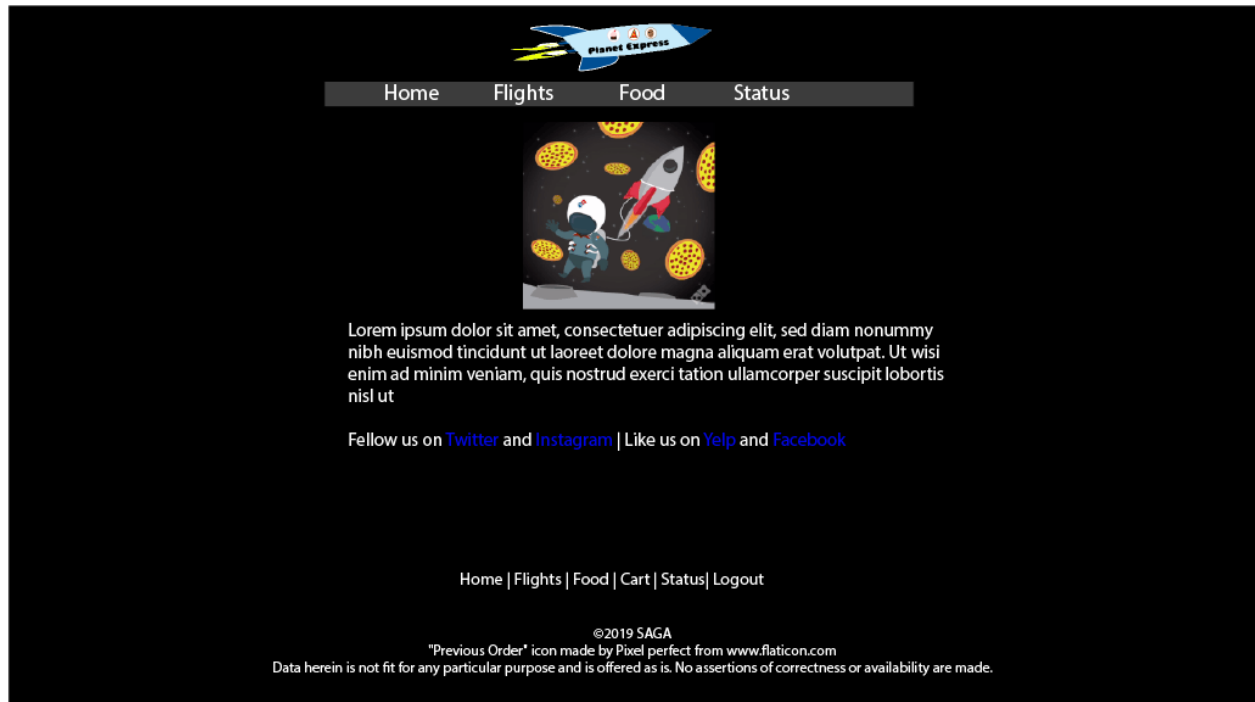 Planet Express
Home Flights Food Status
Lorem ipsum dolor sit amet, consectetuer adipiscing elit, sed diam nonummy
nibh euismod tincidunt ut laoreet dolore magna aliquam erat volutpat. Ut wisi
enim ad minim veniam, quis nostrud exerci tation ullamcorper suscipit lobortis
nisl ut
Fellow us on Twitter and Instagram | Like us on Yelp and Facebook
Home | Flights | Food | Cart | Status| Logout
©2019 SAGA
"Previous Order" icon made by Pixel perfect from www.flaticon.com
Data herein is not fit for any particular purpose and is offered as is. No assertions of correctness or availability are made.